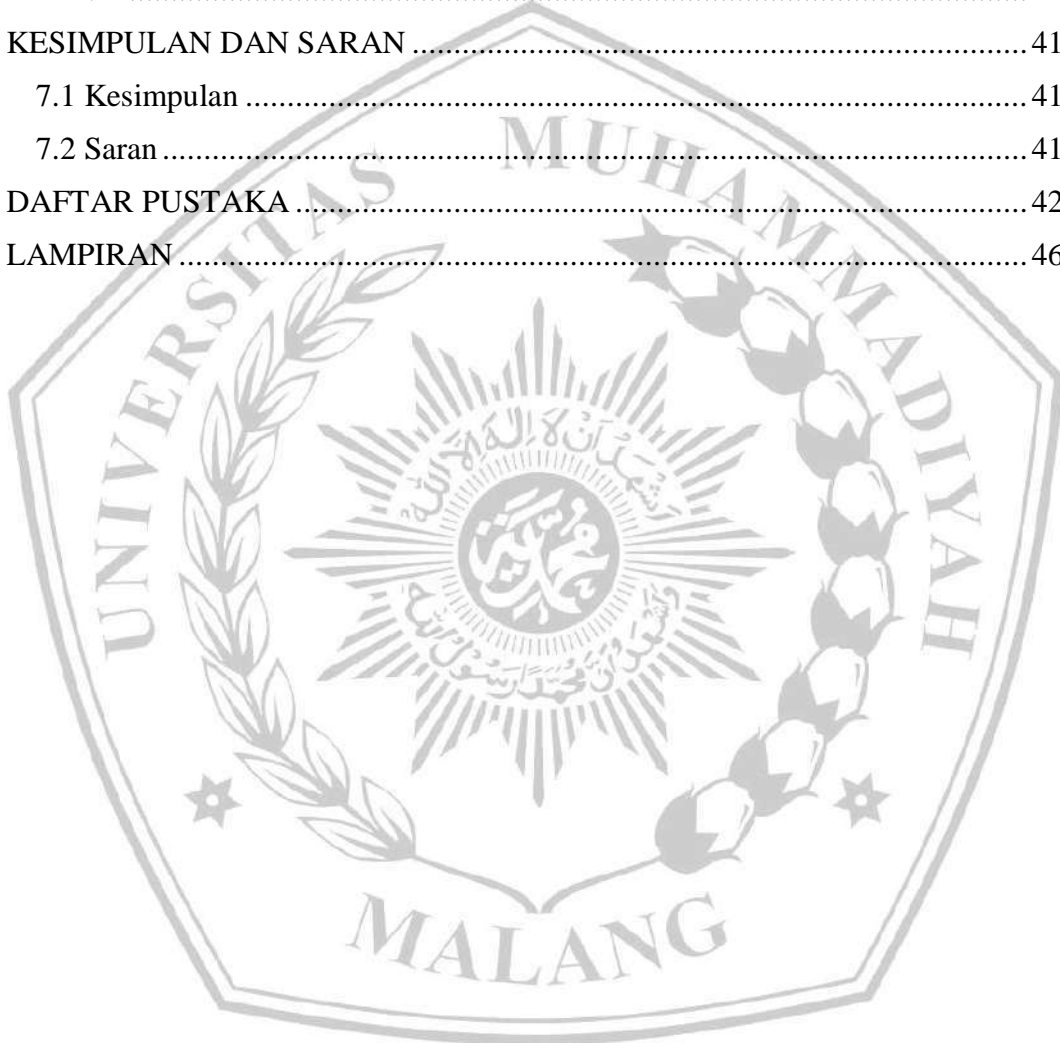 KESIMPULAN DAN SARAN ........ 41
7.1 Kesimpulan ........ 41
7.2 Saran ........ 41
DAFTAR PUSTAKA ........ 42
LAMPIRAN ........ 46
UNIVERSITAS MUHAMMADIYAH
MALANG